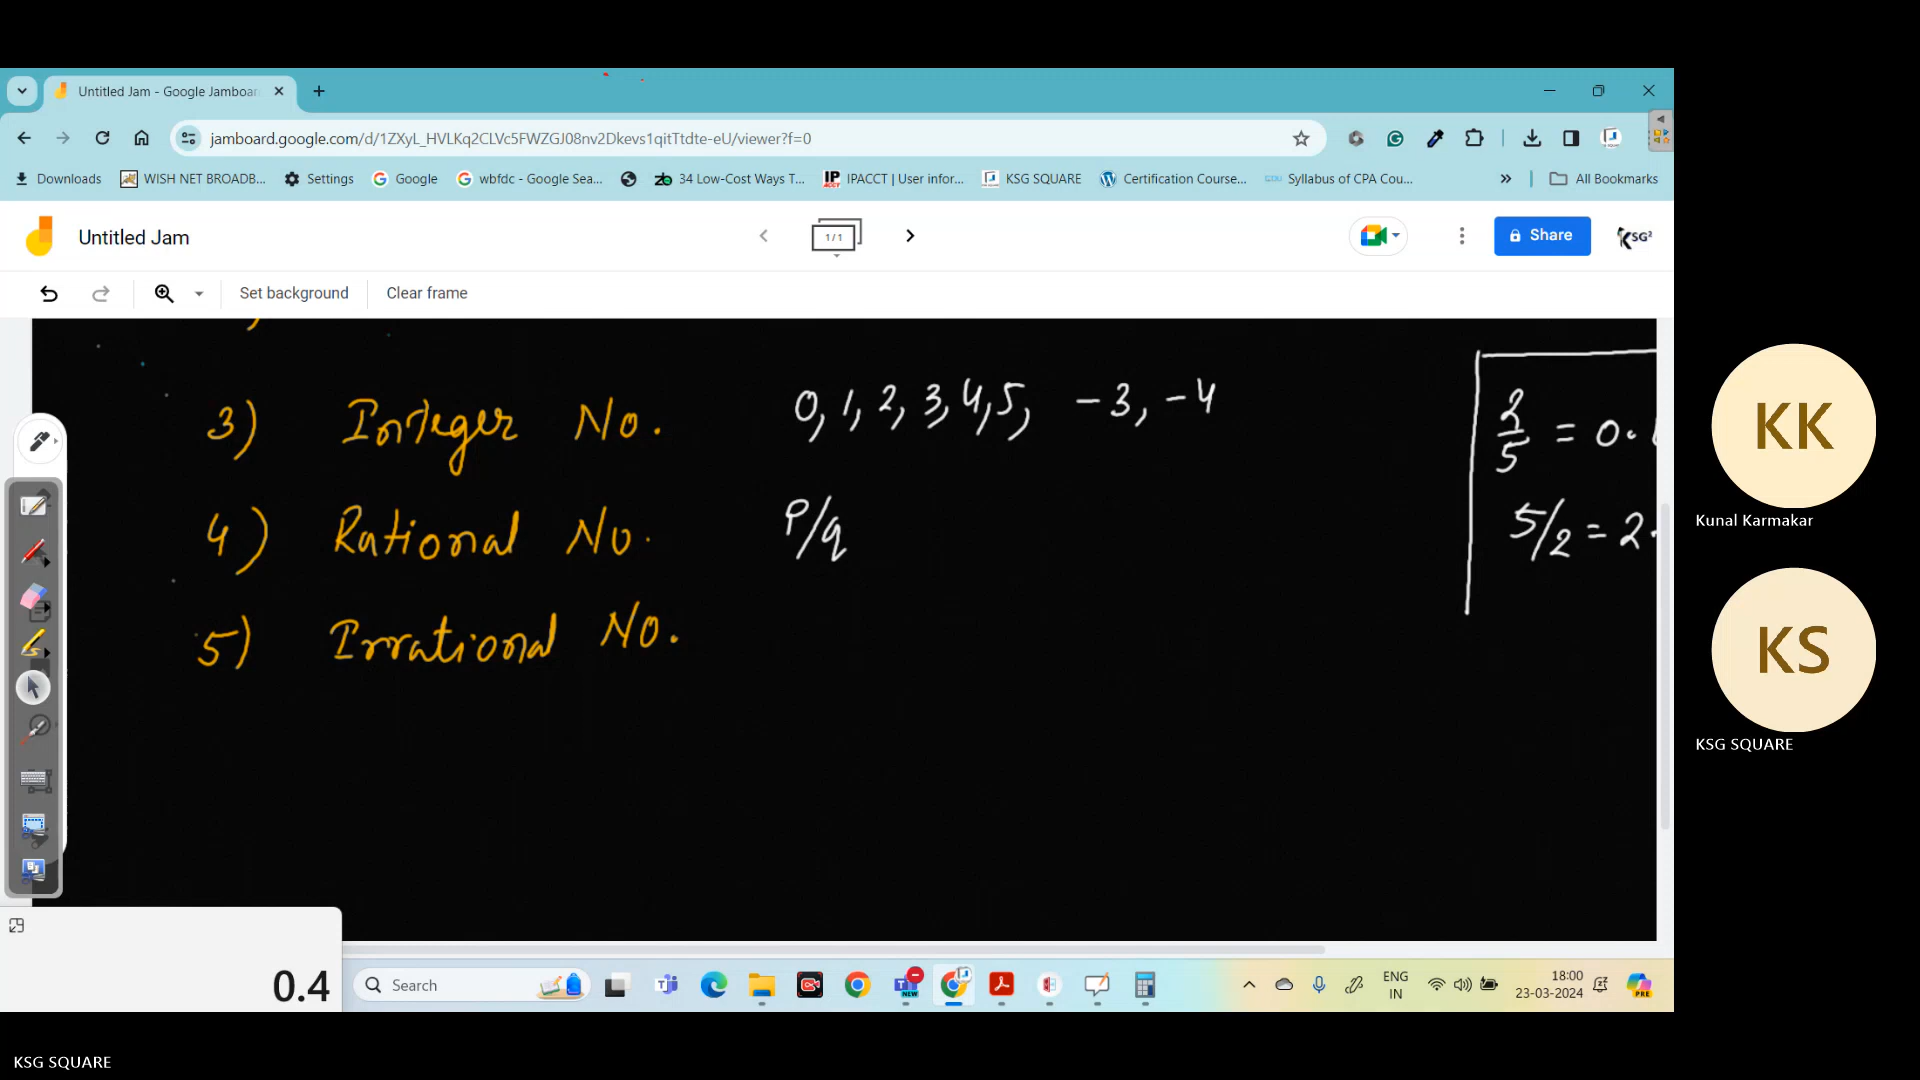 Untitled Jam - Google Jamboar
jamboard.google.com/d/1ZXyL_HVLKq2CLVc5FWZGJ08nv2Dkevs1qitTtdte-eU/viewer?f=0
Downloads WISH NET BROADB... Settings Google wbfdc - Google Sea... 34 Low-Cost Ways T... IPACCT | User infor... KSG SQUARE Certification Course... Syllabus of CPA Cou... » All Bookmarks
Untitled Jam 1/1 Share KSG²
Set background Clear frame
3) Integer No. 0, 1, 2, 3, 4, 5, -3, -4
2/5 = 0.
4) Rational No. P/q
5/2 = 2.
5) Irrational No.
KK
Kunal Karmakar
KS
KSG SQUARE
0.4
Search
ENG
IN
18:00
23-03-2024
KSG SQUARE